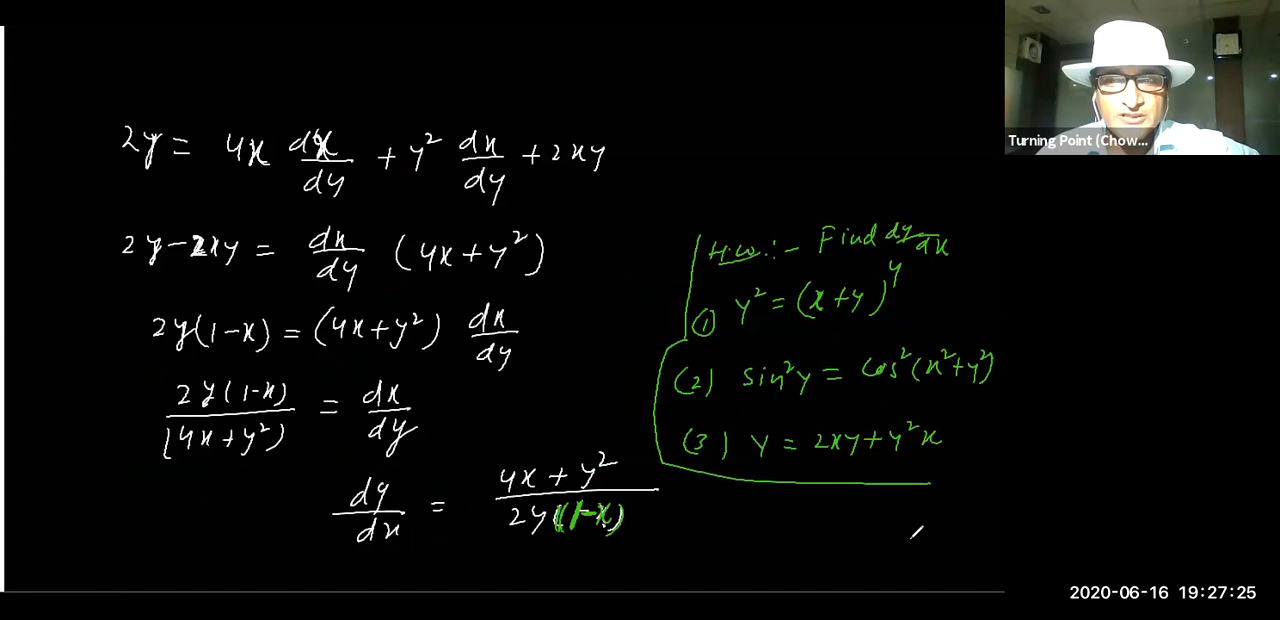 2y = 4x dx/dy + y² dx/dy + 2xy
2y - 2xy = dx/dy (4x + y²)
2y(1-x) = (4x + y²) dx/dy
2y(1-x)/(4x + y²) = dx/dy
dy/dx = 4x + y²/2y(1-x)
H.W :- Find dy/dx
(1) y² = (x + y)^y
(2) sin²y = cos²(x² + y²)
(3) y = 2xy + y²x
Turning Point (Chow...
2020-06-16 19:27:25